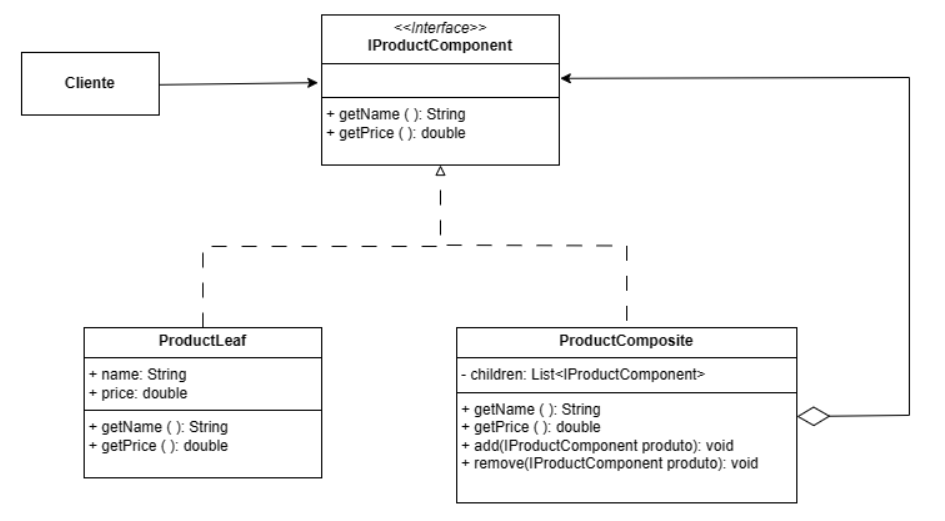 <<Interface>>
IProductComponent
Cliente
+ getName ( ): String
+ getPrice ( ): double
ProductLeaf
+ name: String
+ price: double
+ getName ( ): String
+ getPrice ( ): double
ProductComposite
- children: List<IProductComponent>
+ getName ( ): String
+ getPrice ( ): double
+ add(IProductComponent produto): void
+ remove(IProductComponent produto): void